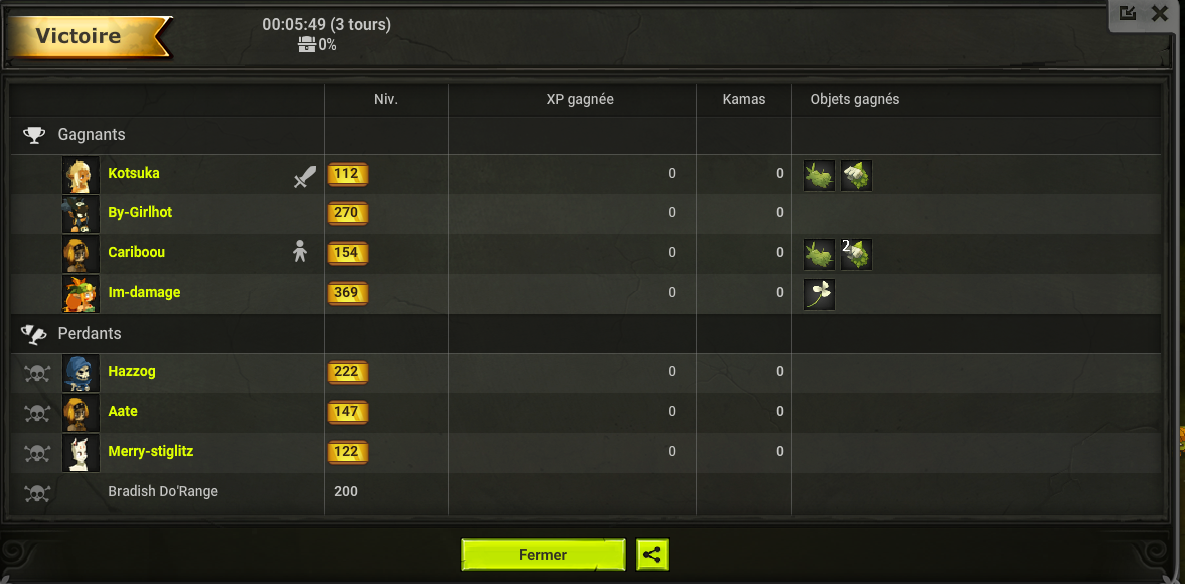 Victoire
00:05:49 (3 tours)
0%
Niv. XP gagnée Kamas Objets gagnés
Gagnants
Kotsuka 112 0 0
By-Girlhot 270 0 0
Cariboou 154 0 0 2
Im-damage 369 0 0
Perdants
Hazzog 222 0 0
Aate 147 0 0
Merry-stiglitz 122 0 0
Bradish Do'Range 200
Fermer